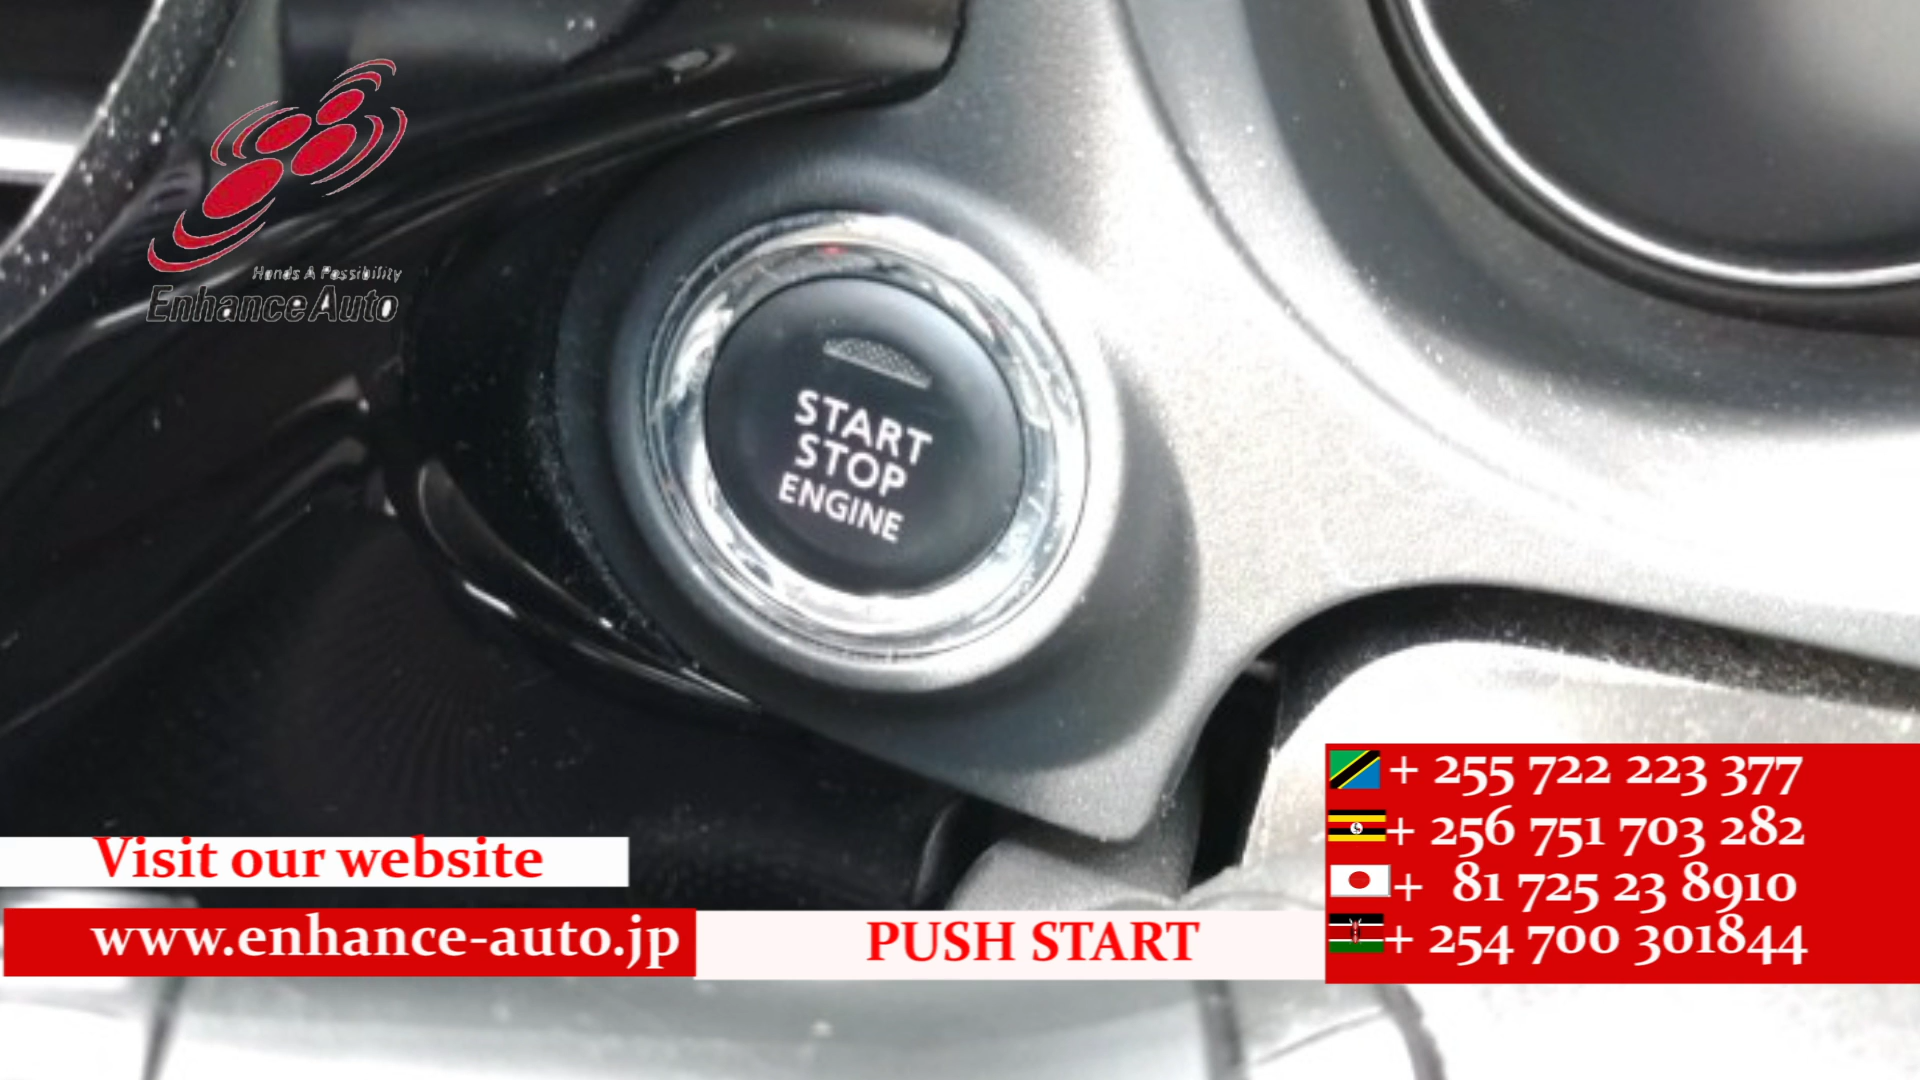 Hands A Possibility
Enhance Auto
START
STOP
ENGINE
+ 255 722 223 377
+ 256 751 703 282
+ 81 725 23 8910
+ 254 700 301844
Visit our website
www.enhance-auto.jp
PUSH START